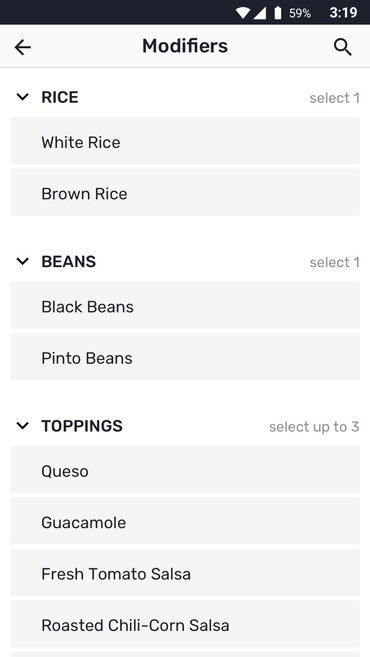 59% 3:19
Modifiers
RICE select 1
White Rice
Brown Rice
BEANS select 1
Black Beans
Pinto Beans
TOPPINGS select up to 3
Queso
Guacamole
Fresh Tomato Salsa
Roasted Chili-Corn Salsa